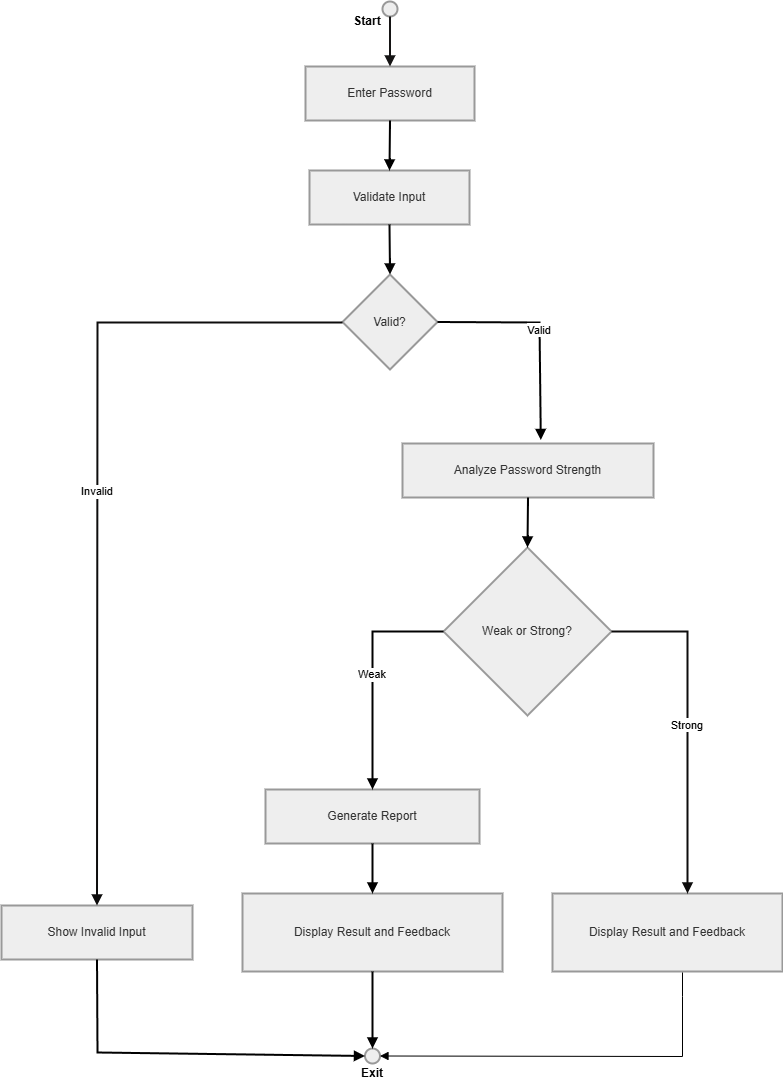 Start
Enter Password
Validate Input
Valid?
Valid
Analyze Password Strength
Invalid
Weak or Strong?
Weak
Strong
Generate Report
Show Invalid Input
Display Result and Feedback
Display Result and Feedback
Exit